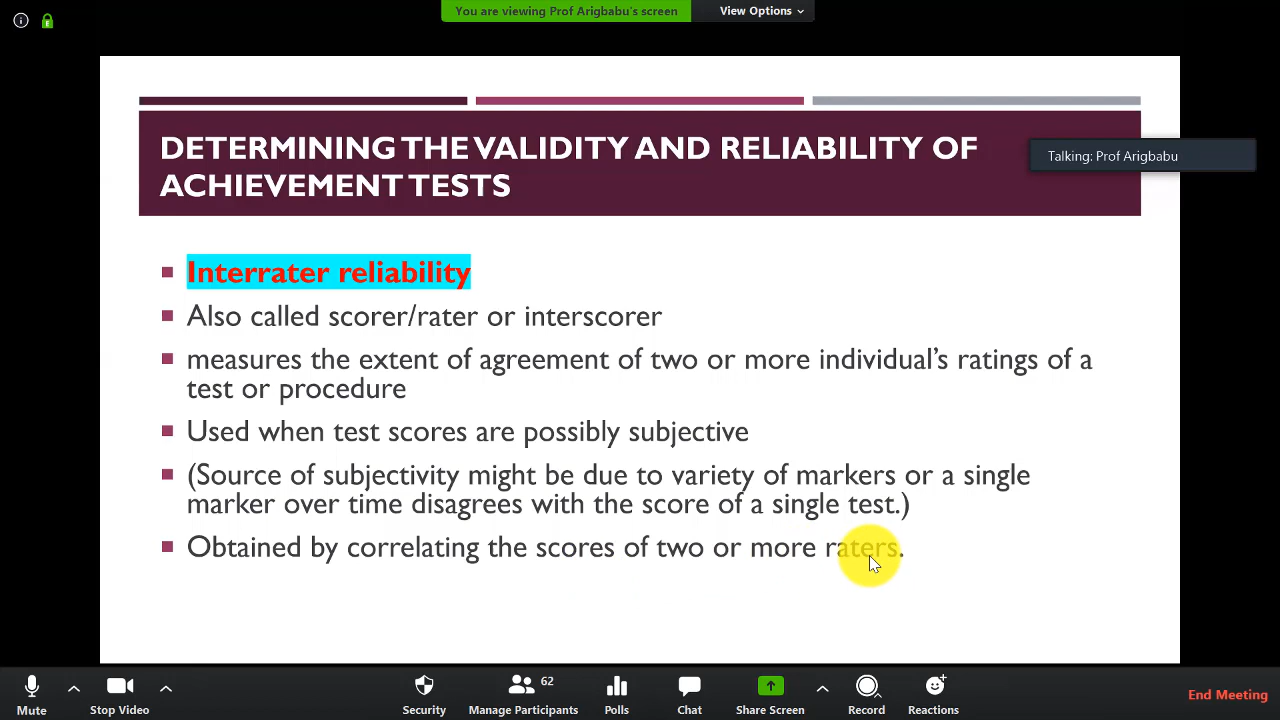 You are viewing Prof Arigbabu's screen
View Options
DETERMINING THE VALIDITY AND RELIABILITY OF
ACHIEVEMENT TESTS
Talking: Prof Arigbabu
Interrater reliability
Also called scorer/rater or interscorer
measures the extent of agreement of two or more individual's ratings of a
test or procedure
Used when test scores are possibly subjective
(Source of subjectivity might be due to variety of markers or a single
marker over time disagrees with the score of a single test.)
Obtained by correlating the scores of two or more raters.
62
Mute
Stop Video
Security
Manage Participants
Polls
Chat
Share Screen
Record
Reactions
End Meeting